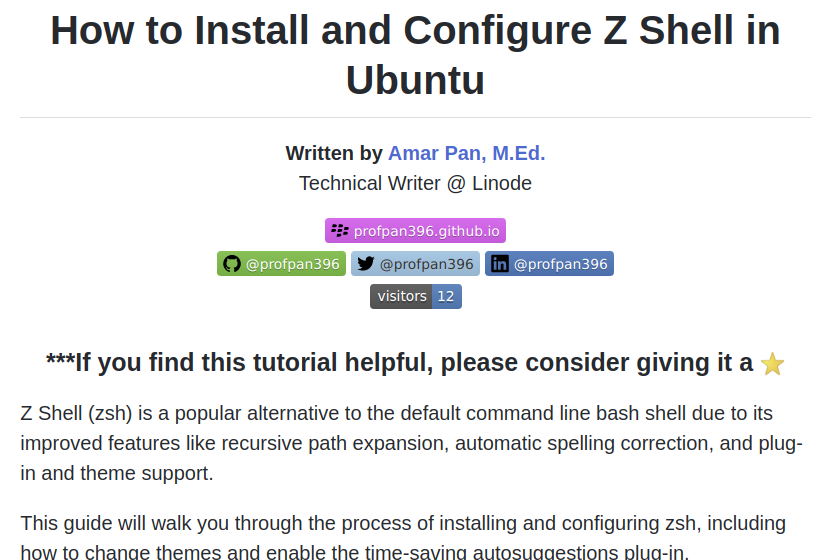 How to Install and Configure Z Shell in
Ubuntu
Written by Amar Pan, M.Ed.
Technical Writer @ Linode
profpan396.github.io
@profpan396 @profpan396 @profpan396
visitors 12
***If you find this tutorial helpful, please consider giving it a ⭐
Z Shell (zsh) is a popular alternative to the default command line bash shell due to its
improved features like recursive path expansion, automatic spelling correction, and plug-
in and theme support.
This guide will walk you through the process of installing and configuring zsh, including
how to change themes and enable the time-saving autosuggestions plug-in.